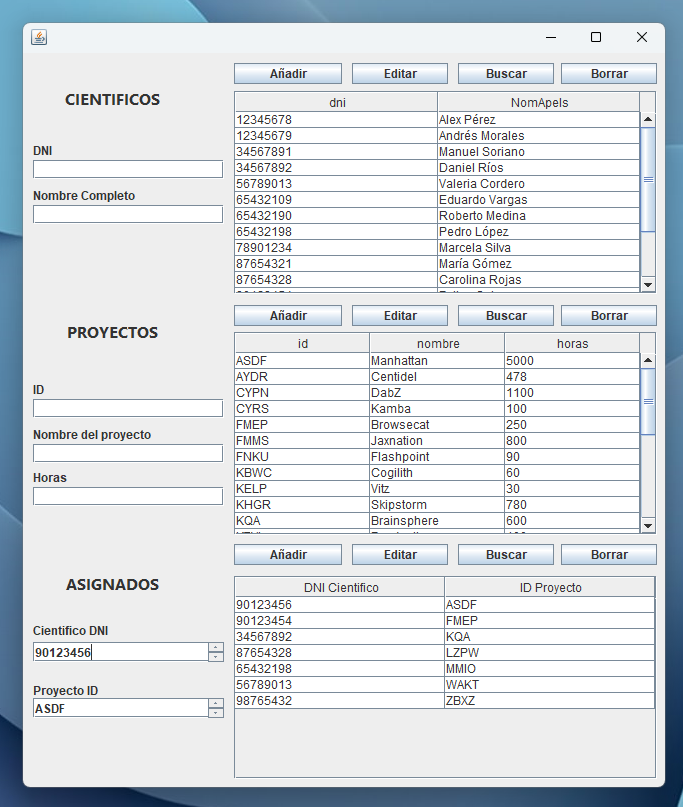 Añadir Editar Buscar Borrar
CIENTIFICOS
DNI
Nombre Completo
dni NomApels
12345678 Alex Pérez
12345679 Andrés Morales
34567891 Manuel Soriano
34567892 Daniel Ríos
56789013 Valeria Cordero
65432109 Eduardo Vargas
65432190 Roberto Medina
65432198 Pedro López
78901234 Marcela Silva
87654321 María Gómez
87654328 Carolina Rojas
Añadir Editar Buscar Borrar
PROYECTOS
ID
Nombre del proyecto
Horas
id nombre horas
ASDF Manhattan 5000
AYDR Centidel 478
CYPN DabZ 1100
CYRS Kamba 100
FMEP Browsecat 250
FMMS Jaxnation 800
FNKU Flashpoint 90
KBWC Cogilith 60
KELP Vitz 30
KHGR Skipstorm 780
KQA Brainsphere 600
Añadir Editar Buscar Borrar
ASIGNADOS
Cientifico DNI
90123456
Proyecto ID
ASDF
DNI Cientifico ID Proyecto
90123456 ASDF
90123454 FMEP
34567892 KQA
87654328 LZPW
65432198 MMIO
56789013 WAKT
98765432 ZBXZ